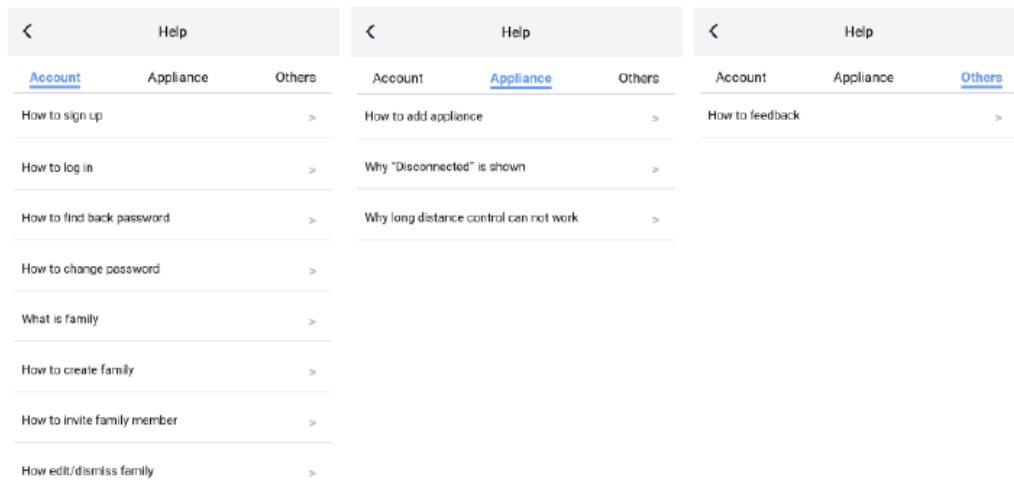 Help
Account Appliance Others
How to sign up >
How to log in >
How to find back password >
How to change password >
What is family >
How to create family >
How to invite family member >
How edit/dismiss family >
Help
Account Appliance Others
How to add appliance >
Why "Disconnected" is shown >
Why long distance control can not work >
Help
Account Appliance Others
How to feedback >